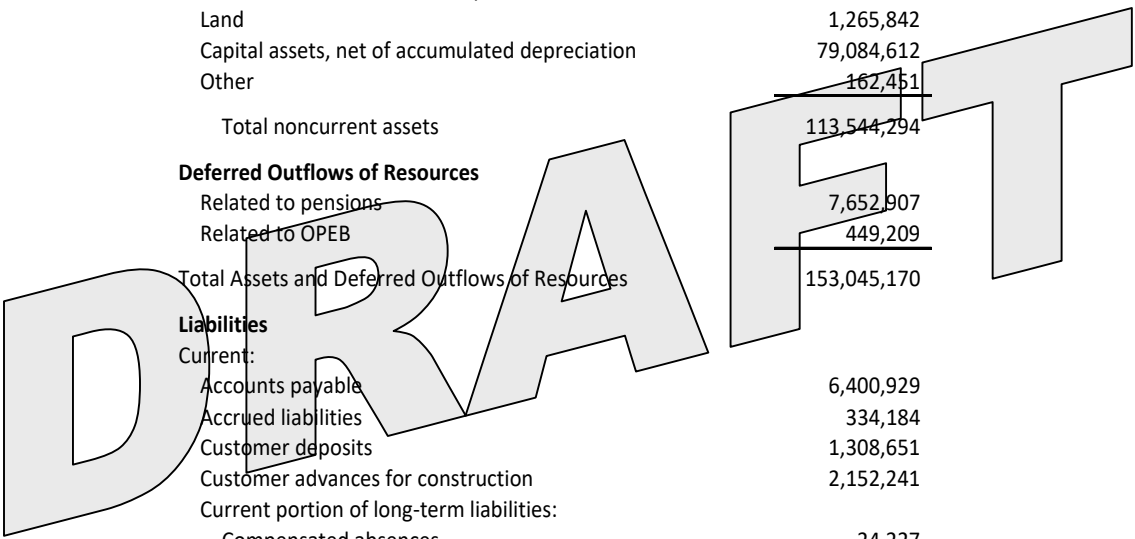 Land 1,265,842
Capital assets, net of accumulated depreciation 79,084,612
Other 162,451
Total noncurrent assets 113,544,294
Deferred Outflows of Resources
Related to pensions 7,652,907
Related to OPEB 449,209
Total Assets and Deferred Outflows of Resources 153,045,170
Liabilities
Current:
Accounts payable 6,400,929
Accrued liabilities 334,184
Customer deposits 1,308,651
Customer advances for construction 2,152,241
Current portion of long-term liabilities:
Compensated absences 24,227
DRAFT